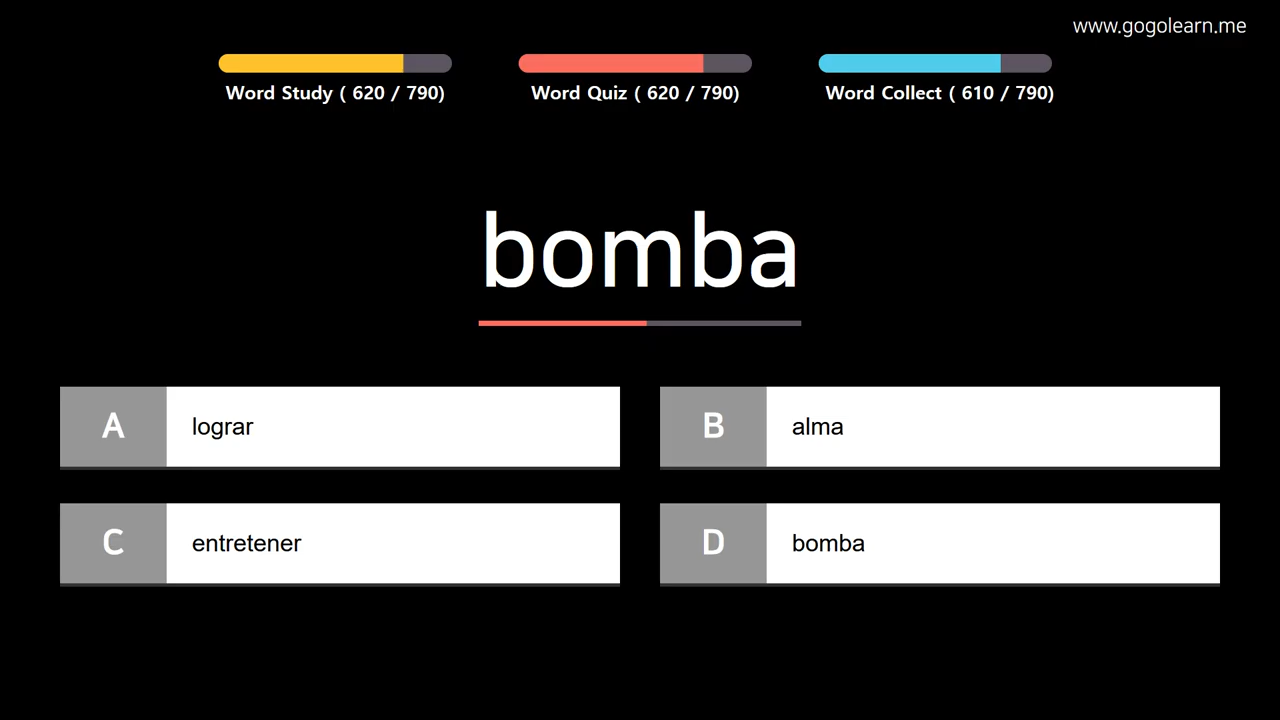 www.gogolearn.me
Word Study ( 620 / 790)
Word Quiz ( 620 / 790)
Word Collect ( 610 / 790)
bomba
A lograr
B alma
C entretener
D bomba